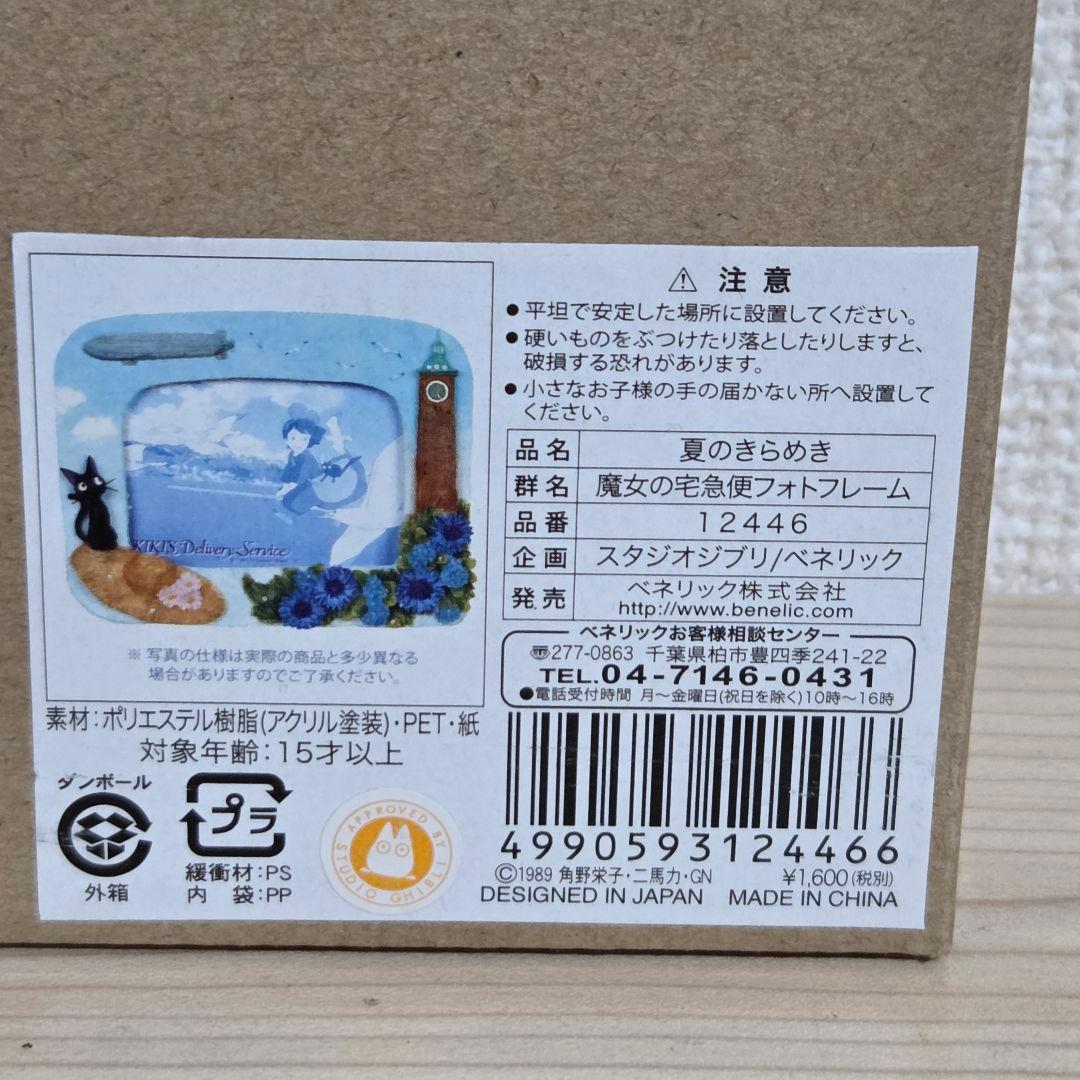 KIKI'S Delivery Service
※写真の仕様は実際の商品と多少異なる
場合がありますのでご了承ください。
素材:ポリエステル樹脂(アクリル塗装)・PET・紙
対象年齢:15才以上
ダンボール
外箱
プラ
緩衝材:PS
内 袋:PP
APPROVED BY
STUDIO GHIBLI
⚠ 注意
●平坦で安定した場所に設置してください。
●硬いものをぶつけたり落としたりしますと、
破損する恐れがあります。
●小さなお子様の手の届かない所へ設置して
ください。
品名 夏のきらめき
群名 魔女の宅急便フォトフレーム
品番 12446
企画 スタジオジブリ/ベネリック
発売 ベネリック株式会社
http://www.benelic.com
ベネリックお客様相談センター
〠277-0863 千葉県柏市豊四季241-22
TEL.04-7146-0431
●電話受付時間 月~金曜日(祝日を除く)10時~16時
4990593124466
©1989 角野栄子・二馬力・GN ¥1,600(税別)
DESIGNED IN JAPAN MADE IN CHINA